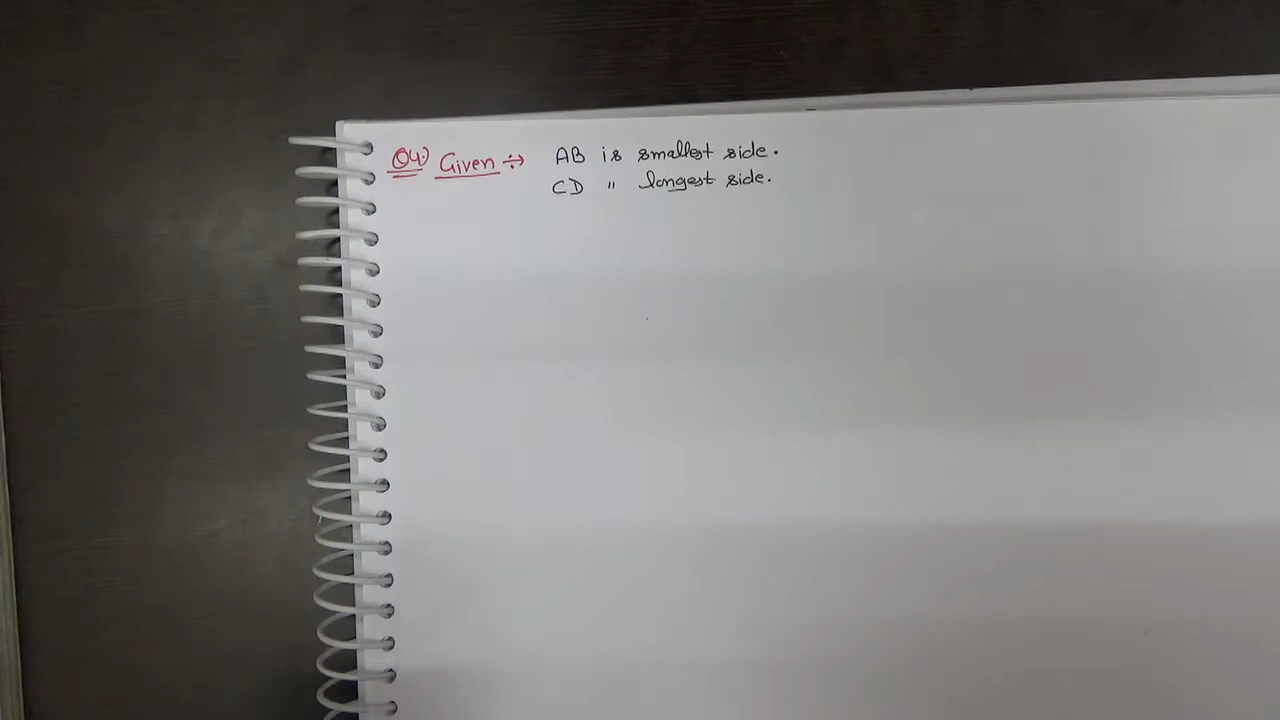 Q4.) Given ÷> AB is smallest side.
CD " longest side.